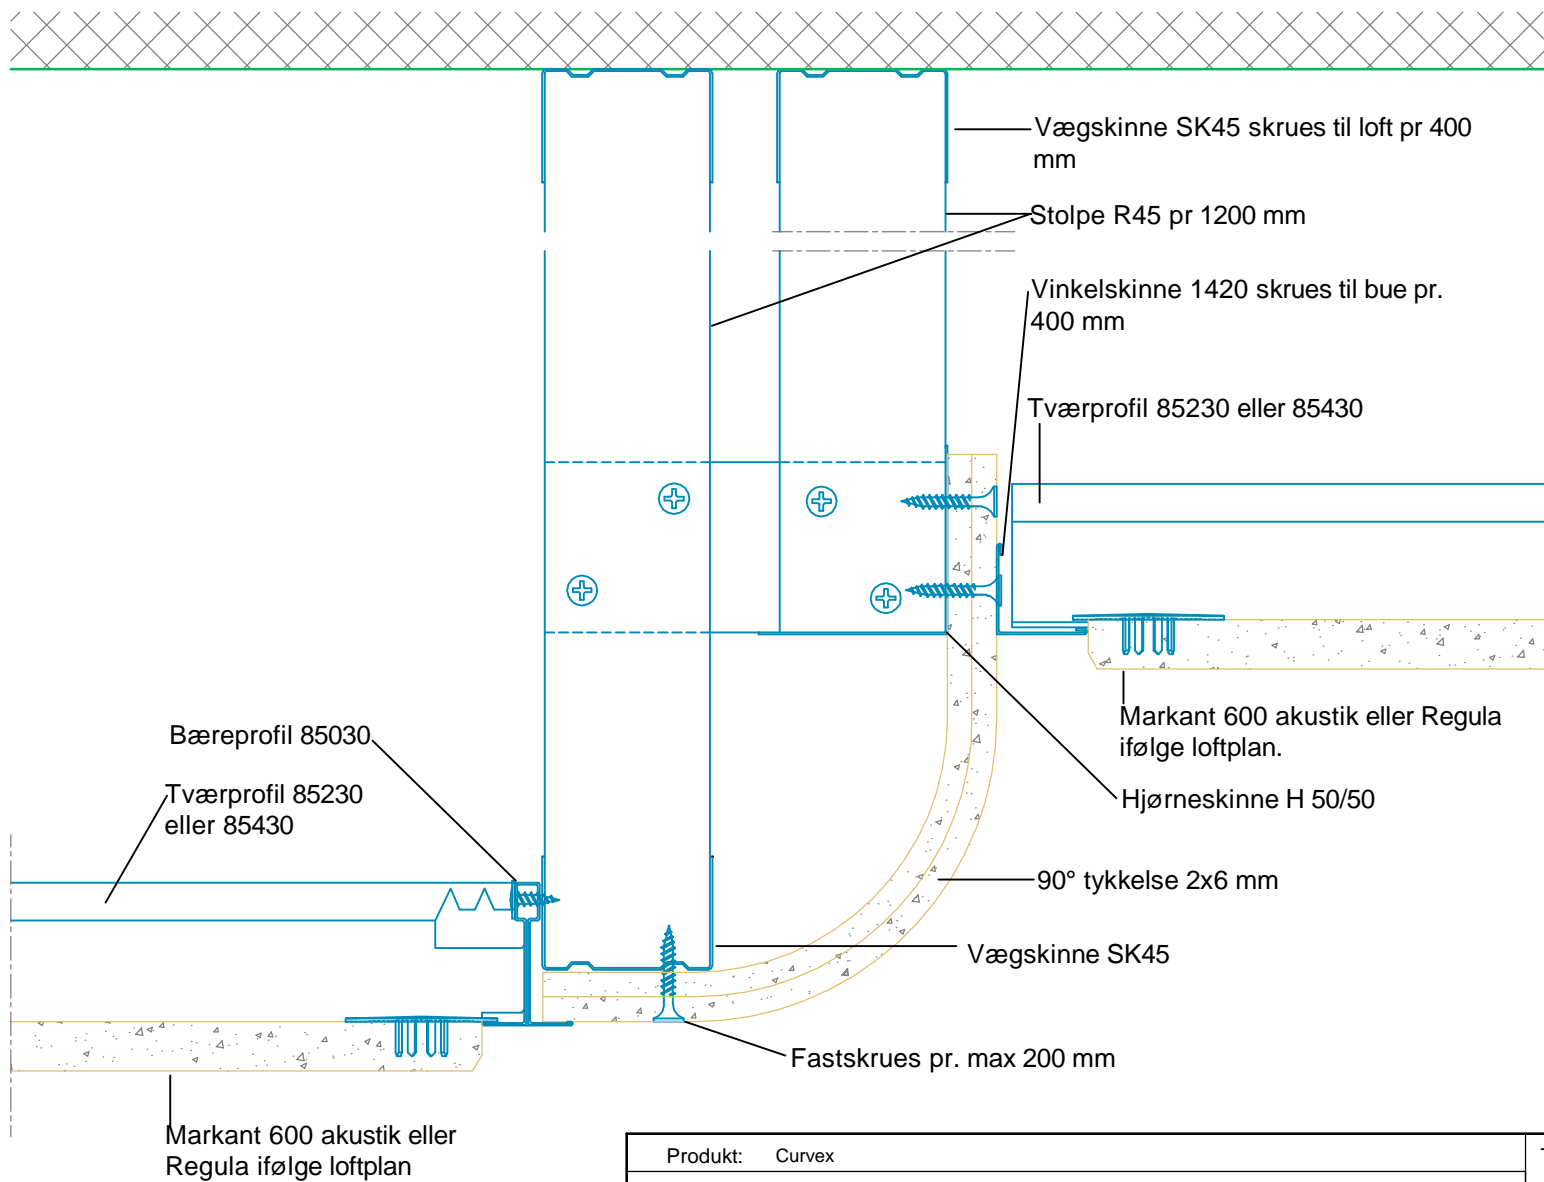 Vægskinne SK45 skrues til loft pr 400
mm
Stolpe R45 pr 1200 mm
Vinkelskinne 1420 skrues til bue pr.
400 mm
Tværprofil 85230 eller 85430
Markant 600 akustik eller Regula
ifølge loftplan.
Hjørneskinne H 50/50
Bæreprofil 85030
Tværprofil 85230
eller 85430
90° tykkelse 2x6 mm
Vægskinne SK45
Fastskrues pr. max 200 mm
Markant 600 akustik eller
Regula ifølge loftplan
Produkt: Curvex